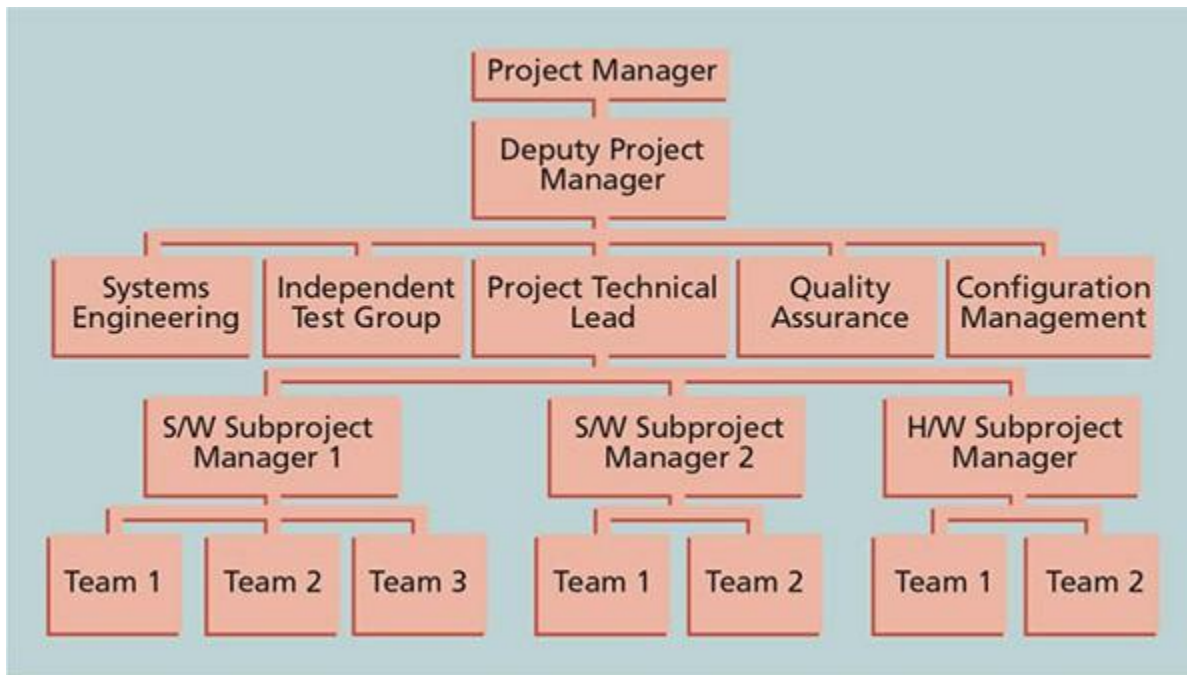 Project Manager
Deputy Project
Manager
Systems
Engineering
Independent
Test Group
Project Technical
Lead
Quality
Assurance
Configuration
Management
S/W Subproject
Manager 1
S/W Subproject
Manager 2
H/W Subproject
Manager
Team 1
Team 2
Team 3
Team 1
Team 2
Team 1
Team 2